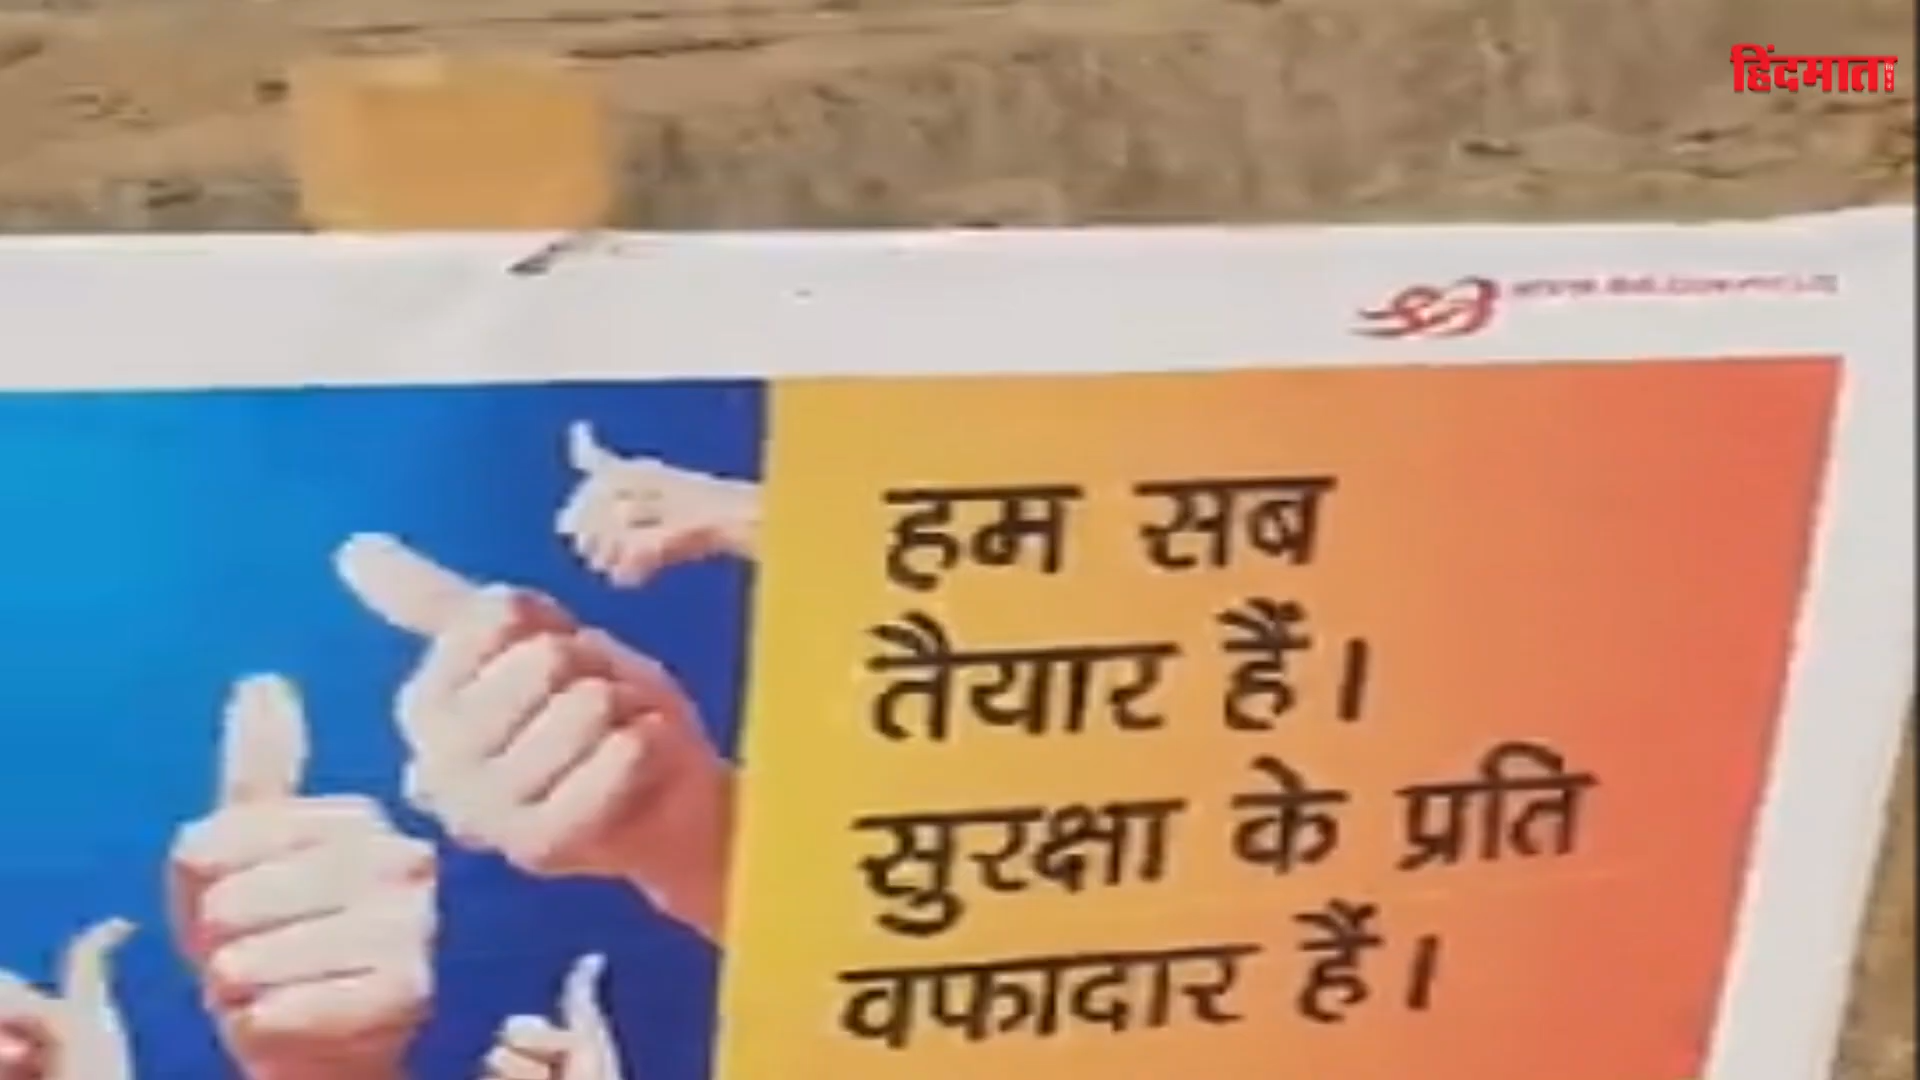 हिंदमाता
हम सब
तैयार हैं।
सुरक्षा के प्रति
वफादार हैं।